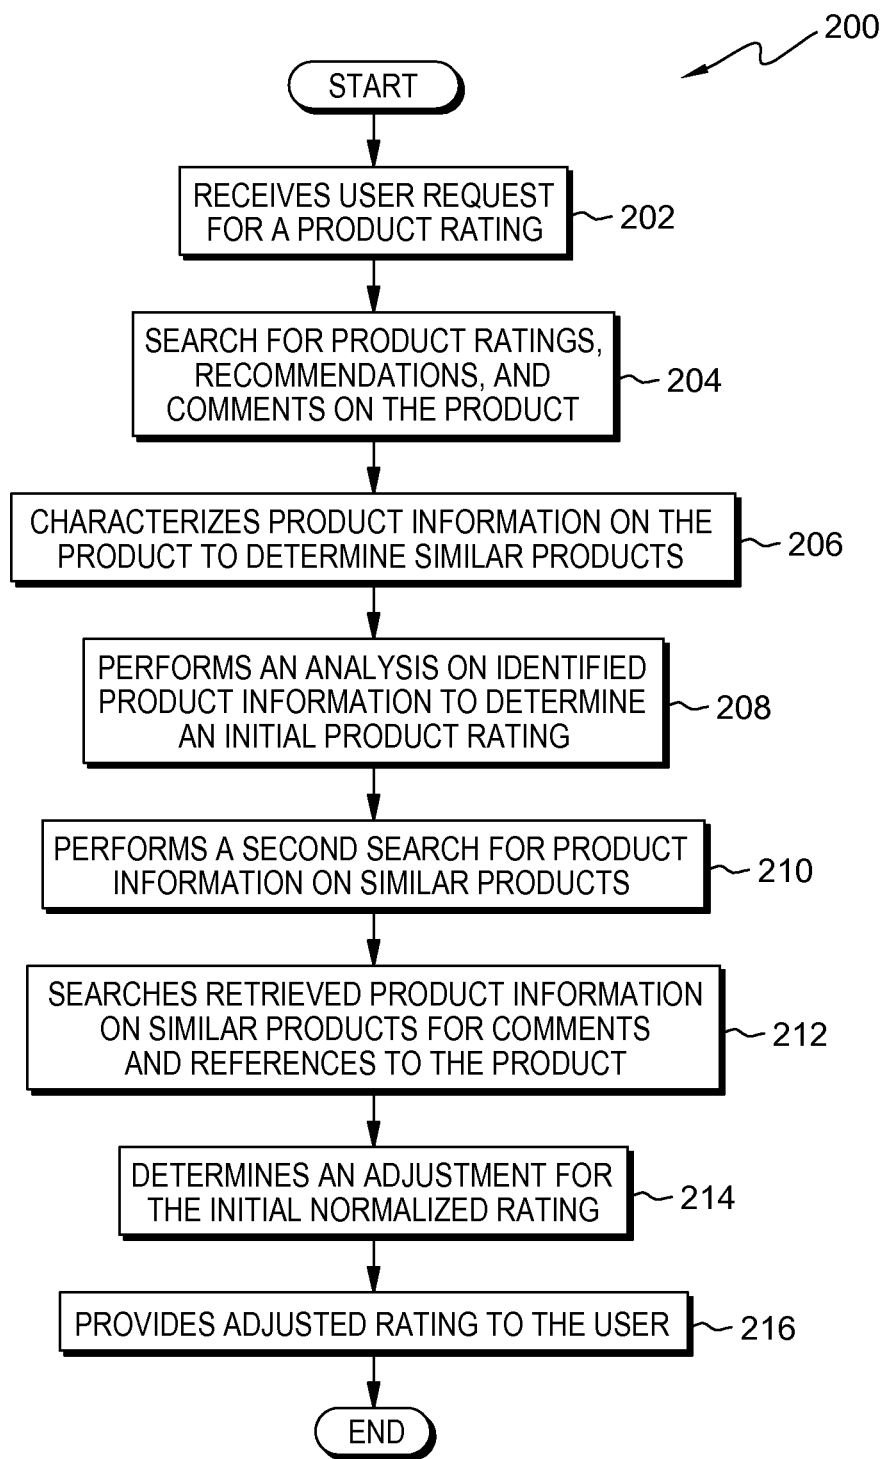 200
START
RECEIVES USER REQUEST
FOR A PRODUCT RATING
202
SEARCH FOR PRODUCT RATINGS,
RECOMMENDATIONS, AND
COMMENTS ON THE PRODUCT
204
CHARACTERIZES PRODUCT INFORMATION ON THE
PRODUCT TO DETERMINE SIMILAR PRODUCTS
206
PERFORMS AN ANALYSIS ON IDENTIFIED
PRODUCT INFORMATION TO DETERMINE
AN INITIAL PRODUCT RATING
208
PERFORMS A SECOND SEARCH FOR PRODUCT
INFORMATION ON SIMILAR PRODUCTS
210
SEARCHES RETRIEVED PRODUCT INFORMATION
ON SIMILAR PRODUCTS FOR COMMENTS
AND REFERENCES TO THE PRODUCT
212
DETERMINES AN ADJUSTMENT FOR
THE INITIAL NORMALIZED RATING
214
PROVIDES ADJUSTED RATING TO THE USER
216
END